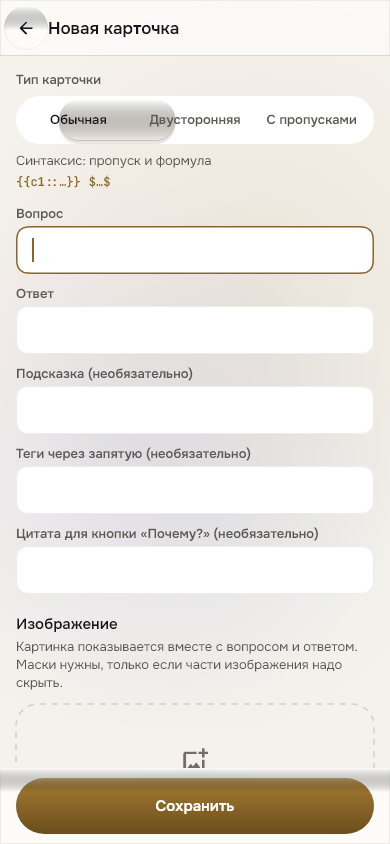 Новая карточка
Тип карточки
Обычная Двусторонняя С пропусками
Синтаксис: пропуск и формула
{{c1::…}} $…$
Вопрос
Ответ
Подсказка (необязательно)
Теги через запятую (необязательно)
Цитата для кнопки «Почему?» (необязательно)
Изображение
Картинка показывается вместе с вопросом и ответом.
Маски нужны, только если части изображения надо
скрыть.
Сохранить